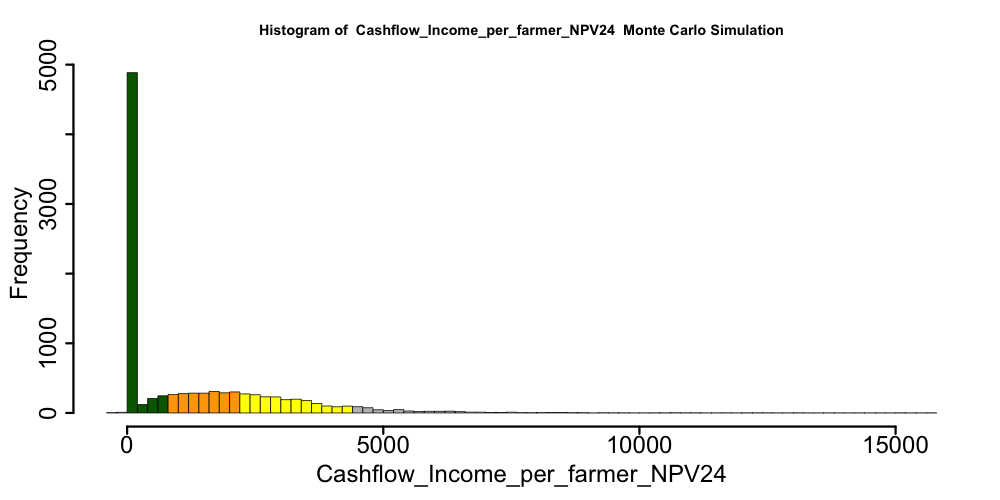 Histogram of  Cashflow_Income_per_farmer_NPV24  Monte Carlo Simulation
Frequency
5000
3000
1000
0
0 5000 10000 15000
Cashflow_Income_per_farmer_NPV24